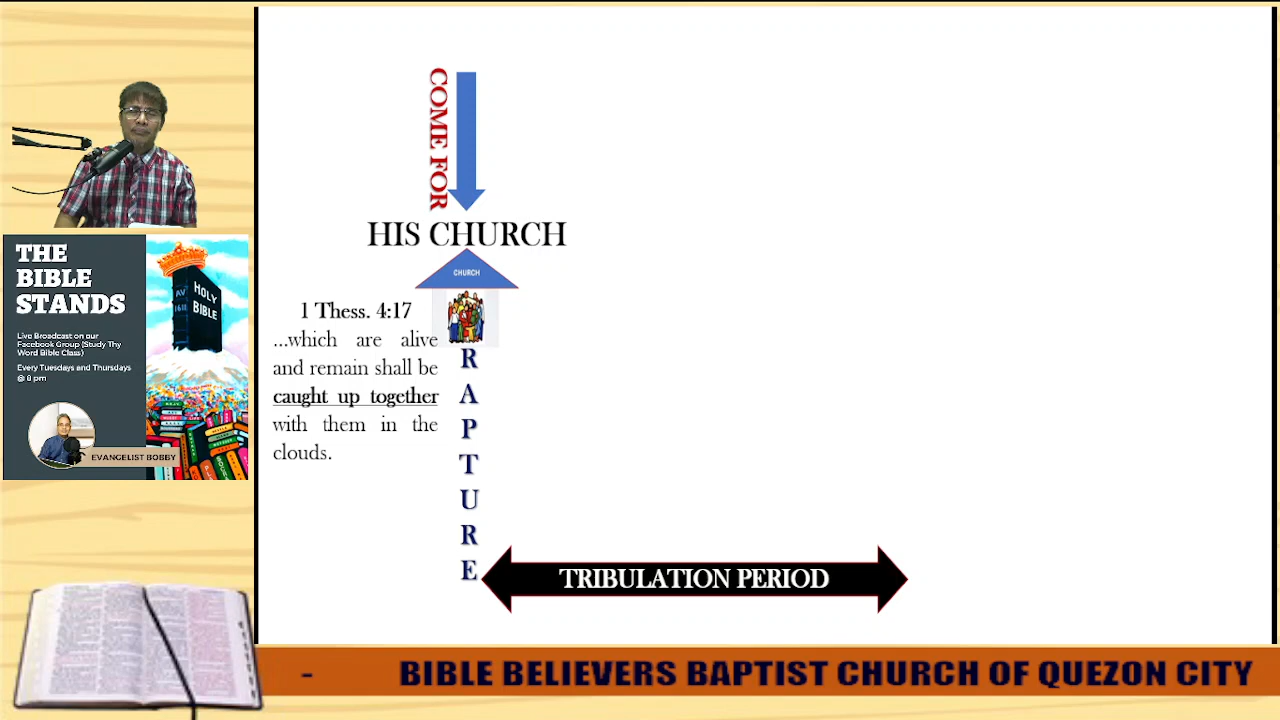 COME FOR
HIS CHURCH
CHURCH
1 Thess. 4:17
...which are alive
and remain shall be
caught up together
with them in the
clouds.
RAPTURE
TRIBULATION PERIOD
THE
BIBLE
STANDS
Live Broadcast on our
Facebook Group (Study Thy
Word Bible Class)
Every Tuesdays and Thursdays
@ 8 pm
EVANGELIST BOBBY
AV
1611
HOLY
BIBLE
- BIBLE BELIEVERS BAPTIST CHURCH OF QUEZON CITY